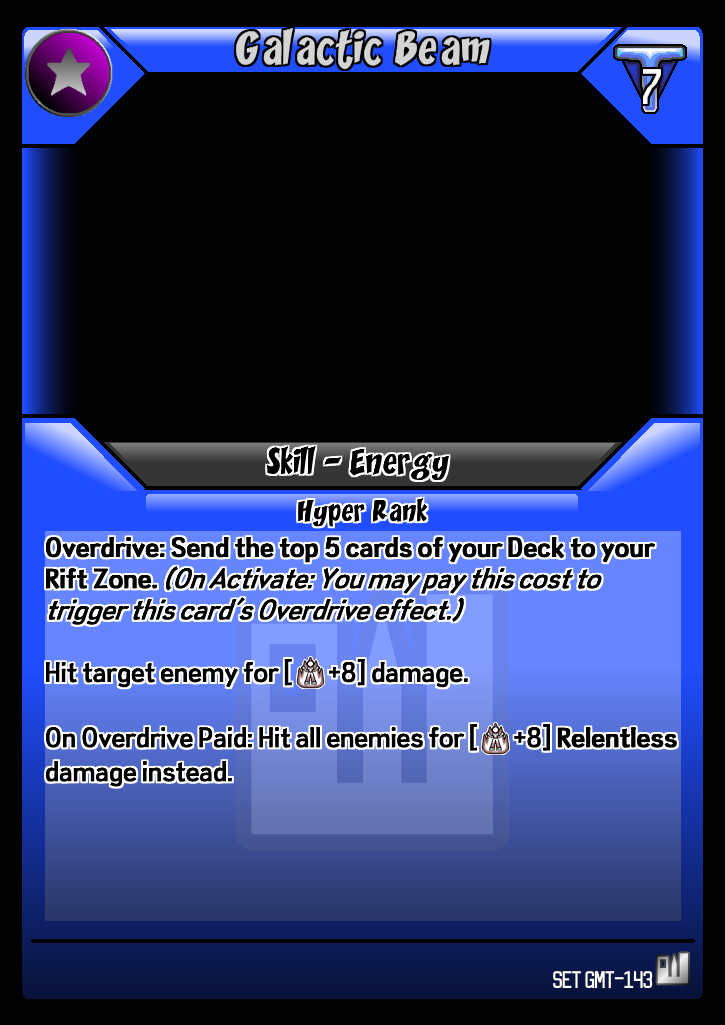 Galactic Beam
7
Skill - Energy
Hyper Rank
Overdrive: Send the top 5 cards of your Deck to your
Rift Zone. (On Activate: You may pay this cost to
trigger this card's Overdrive effect.)
Hit target enemy for [ +8] damage.
On Overdrive Paid: Hit all enemies for [ +8] Relentless
damage instead.
SET GMT-143